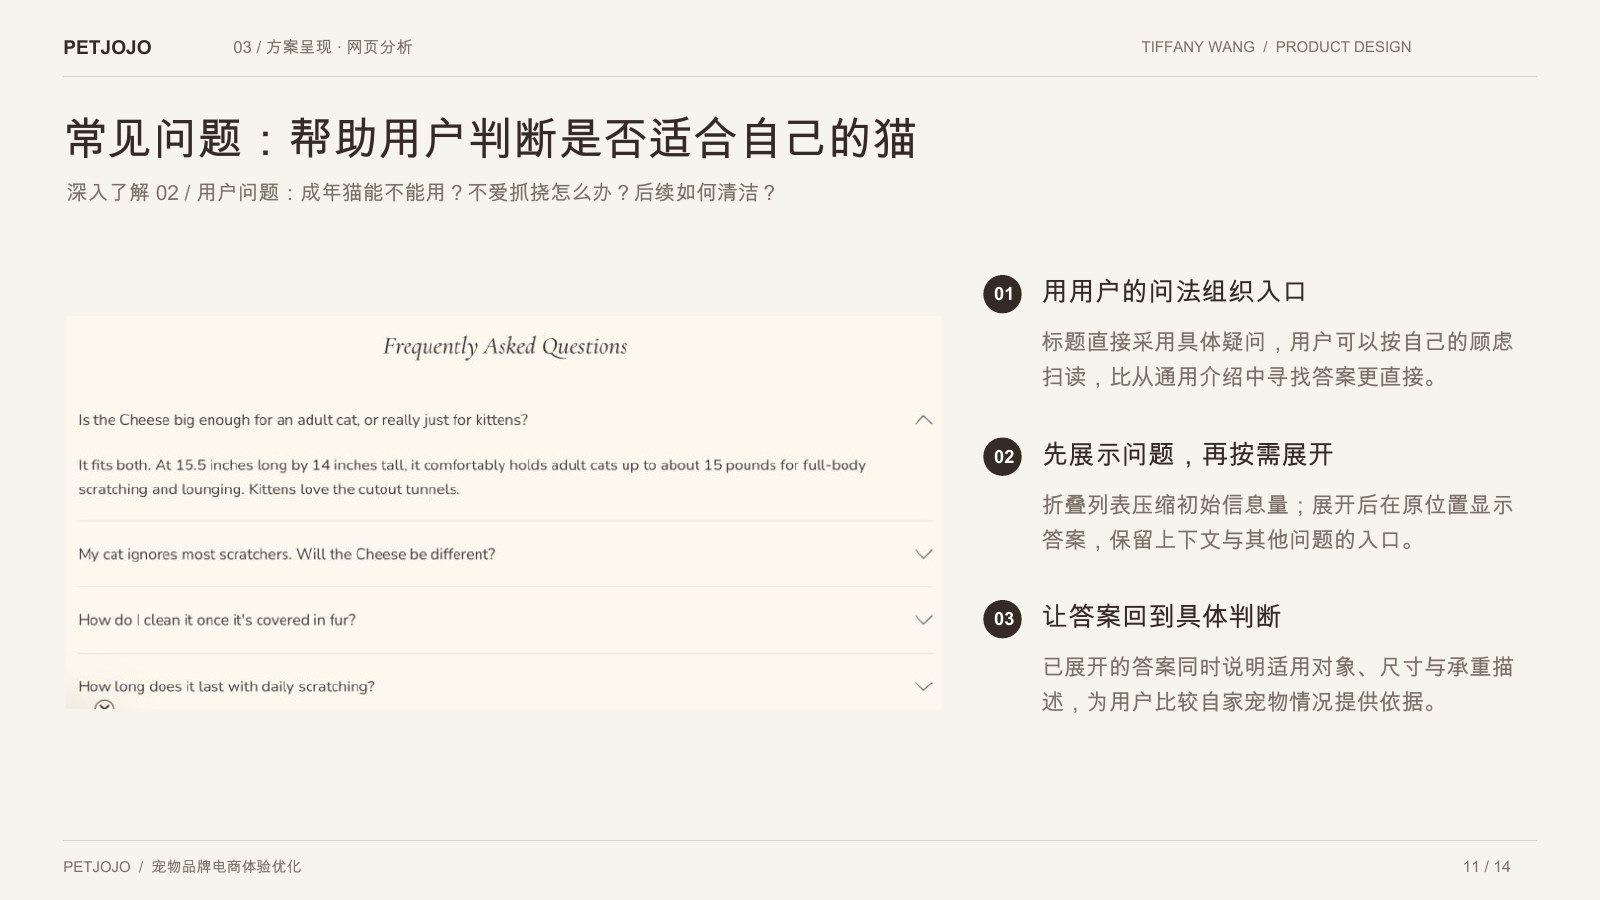 PETJOJO
03 / 方案呈现 · 网页分析
TIFFANY WANG / PRODUCT DESIGN
常见问题：帮助用户判断是否适合自己的猫
深入了解 02 / 用户问题：成年猫能不能用？不爱抓挠怎么办？后续如何清洁？
Frequently Asked Questions
Is the Cheese big enough for an adult cat, or really just for kittens?
It fits both. At 15.5 inches long by 14 inches tall, it comfortably holds adult cats up to about 15 pounds for full-body
scratching and lounging. Kittens love the cutout tunnels.
My cat ignores most scratchers. Will the Cheese be different?
How do I clean it once it's covered in fur?
How long does it last with daily scratching?
01 用用户的问法组织入口
标题直接采用具体疑问，用户可以按自己的顾虑
扫读，比从通用介绍中寻找答案更直接。
02 先展示问题，再按需展开
折叠列表压缩初始信息量；展开后在原位置显示
答案，保留上下文与其他问题的入口。
03 让答案回到具体判断
已展开的答案同时说明适用对象、尺寸与承重描
述，为用户比较自家宠物情况提供依据。
PETJOJO / 宠物品牌电商体验优化
11 / 14